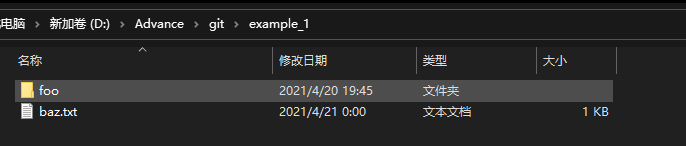 电脑 > 新加卷 (D:) > Advance > git > example_1
名称 修改日期 类型 大小
foo 2021/4/20 19:45 文件夹
baz.txt 2021/4/21 0:00 文本文档 1 KB